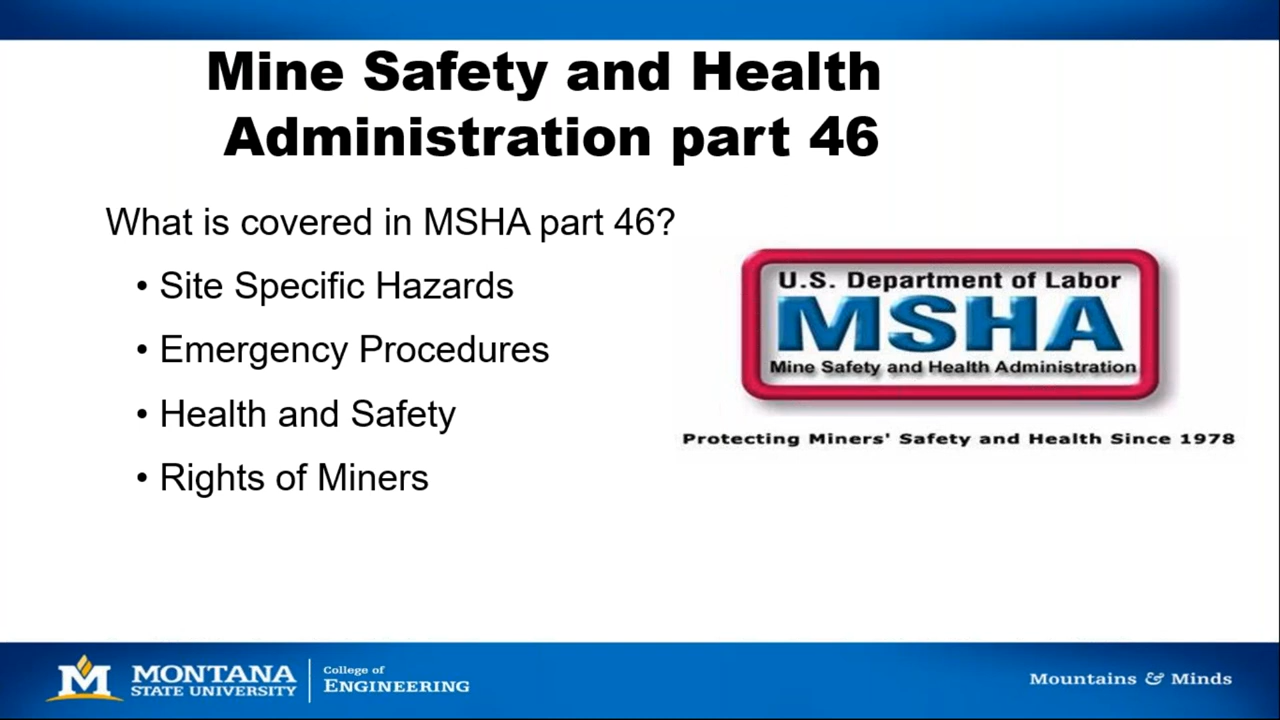 Mine Safety and Health
Administration part 46
What is covered in MSHA part 46?
• Site Specific Hazards
• Emergency Procedures
• Health and Safety
• Rights of Miners
U.S. Department of Labor
MSHA
Mine Safety and Health Administration
Protecting Miners' Safety and Health Since 1978
M
MONTANA
STATE UNIVERSITY
College of
ENGINEERING
Mountains & Minds